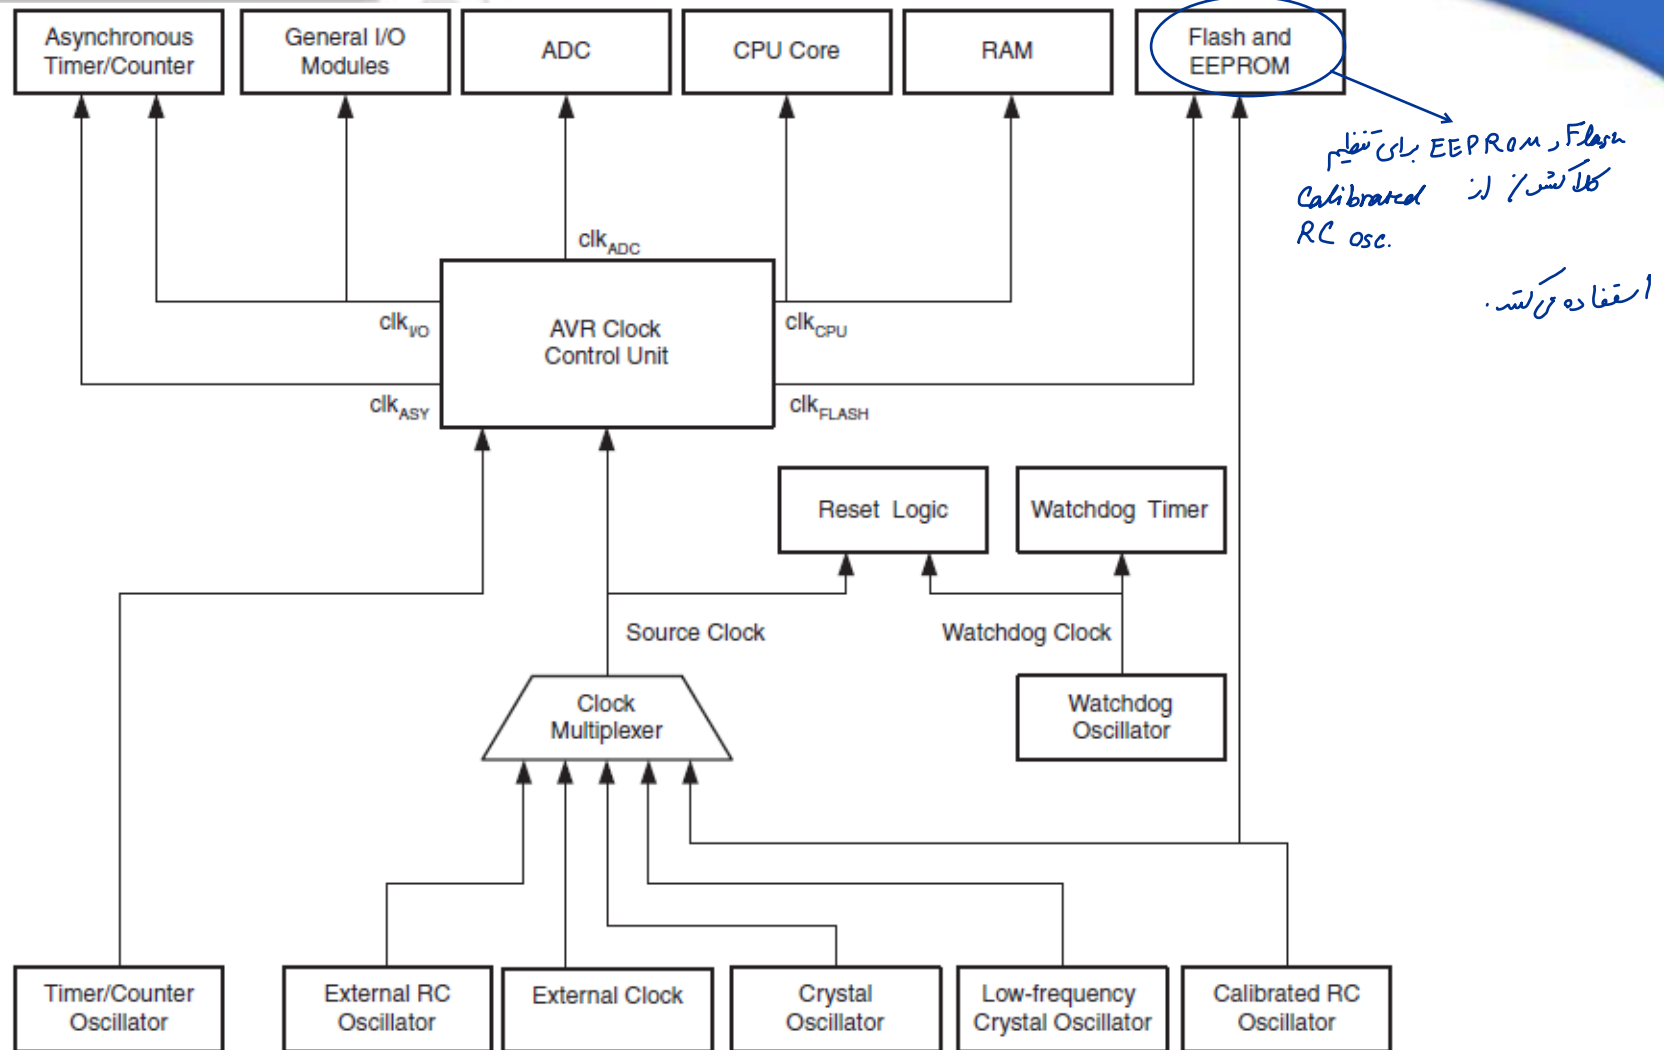 Asynchronous
Timer/Counter
General I/O
Modules
ADC
CPU Core
RAM
Flash and
EEPROM
Flash و EEPROM برای تنظیم
کلاکشون از Calibrated
RC osc.
استفاده می‌کنند.
clkADC
clkI/O
AVR Clock
Control Unit
clkCPU
clkASY
clkFLASH
Reset Logic
Watchdog Timer
Source Clock
Watchdog Clock
Clock
Multiplexer
Watchdog
Oscillator
Timer/Counter
Oscillator
External RC
Oscillator
External Clock
Crystal
Oscillator
Low-frequency
Crystal Oscillator
Calibrated RC
Oscillator